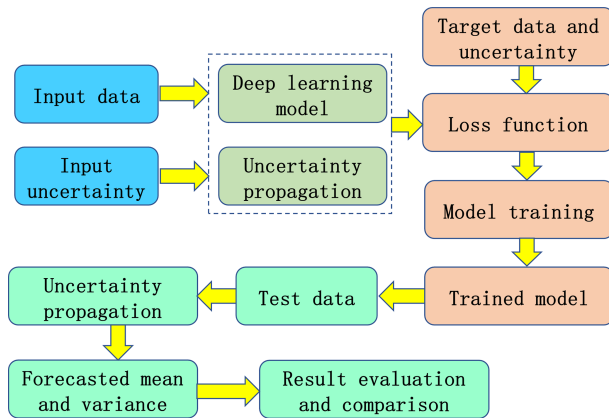 Target data and
uncertainty
Input data
Deep learning
model
Loss function
Input
uncertainty
Uncertainty
propagation
Model training
Uncertainty
propagation
Test data
Trained model
Forecasted mean
and variance
Result evaluation
and comparison